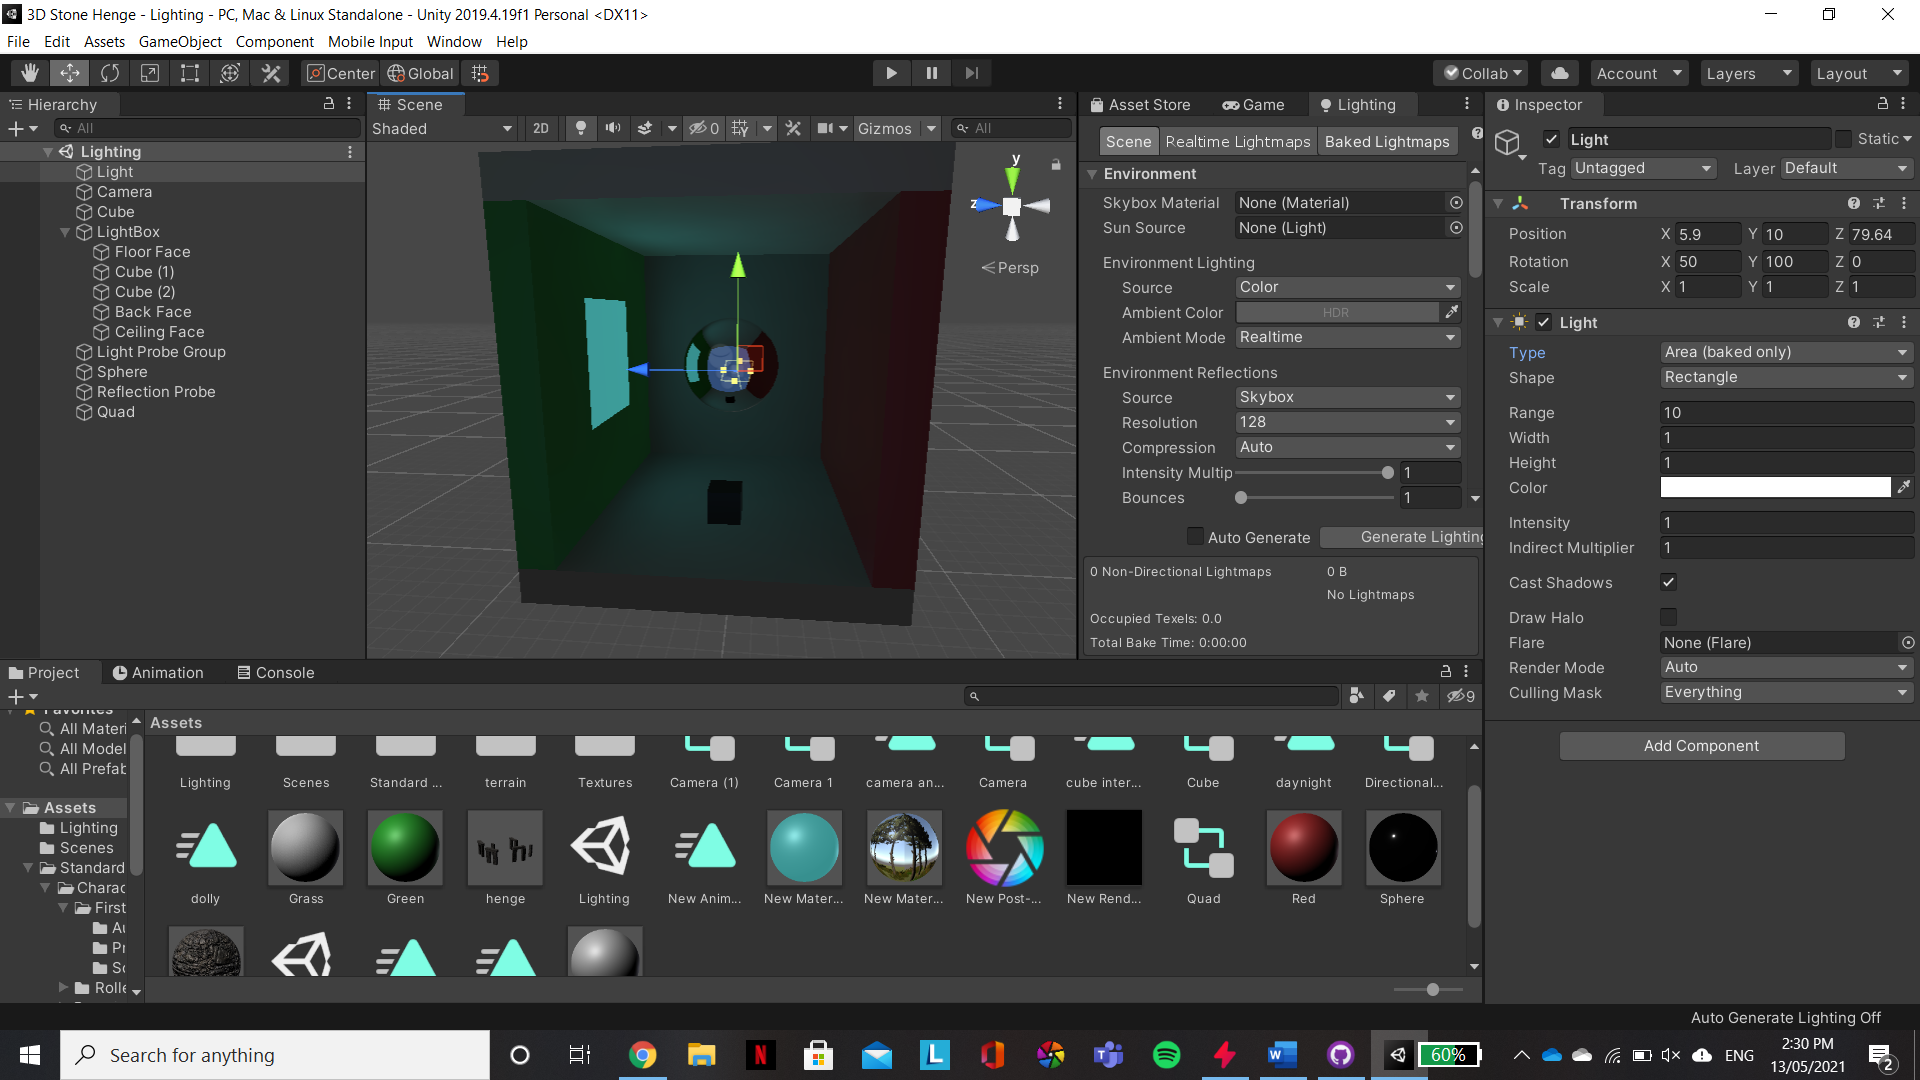 3D Stone Henge - Lighting - PC, Mac & Linux Standalone - Unity 2019.4.19f1 Personal <DX11>
File Edit Assets GameObject Component Mobile Input Window Help
Center Global Collab Account Layers Layout
Hierarchy
All
Lighting
Light
Camera
Cube
LightBox
Floor Face
Cube (1)
Cube (2)
Back Face
Ceiling Face
Light Probe Group
Sphere
Reflection Probe
Quad
Scene
Shaded 2D 0 Gizmos All
y
z
Persp
Asset Store Game Lighting
Scene Realtime Lightmaps Baked Lightmaps
Environment
Skybox Material None (Material)
Sun Source None (Light)
Environment Lighting
Source Color
Ambient Color HDR
Ambient Mode Realtime
Environment Reflections
Source Skybox
Resolution 128
Compression Auto
Intensity Multip 1
Bounces 1
Auto Generate Generate Lighting
0 Non-Directional Lightmaps 0 B
No Lightmaps
Occupied Texels: 0.0
Total Bake Time: 0:00:00
Inspector
Light Static
Tag Untagged Layer Default
Transform
Position X 5.9 Y 10 Z 79.64
Rotation X 50 Y 100 Z 0
Scale X 1 Y 1 Z 1
Light
Type Area (baked only)
Shape Rectangle
Range 10
Width 1
Height 1
Color
Intensity 1
Indirect Multiplier 1
Cast Shadows
Draw Halo
Flare None (Flare)
Render Mode Auto
Culling Mask Everything
Add Component
Project Animation Console
9
Favorites
All Materi
All Model
All Prefab
Assets
Lighting
Scenes
Standard
Charac
First
Au
Pr
Sc
Rolle
Assets
Lighting Scenes Standard ... terrain Textures Camera (1) Camera 1 camera an... Camera cube inter... Cube daynight Directional...
dolly Grass Green henge Lighting New Anim... New Mater... New Mater... New Post-... New Rend... Quad Red Sphere
Auto Generate Lighting Off
Search for anything
60%
ENG
2:30 PM
13/05/2021
2